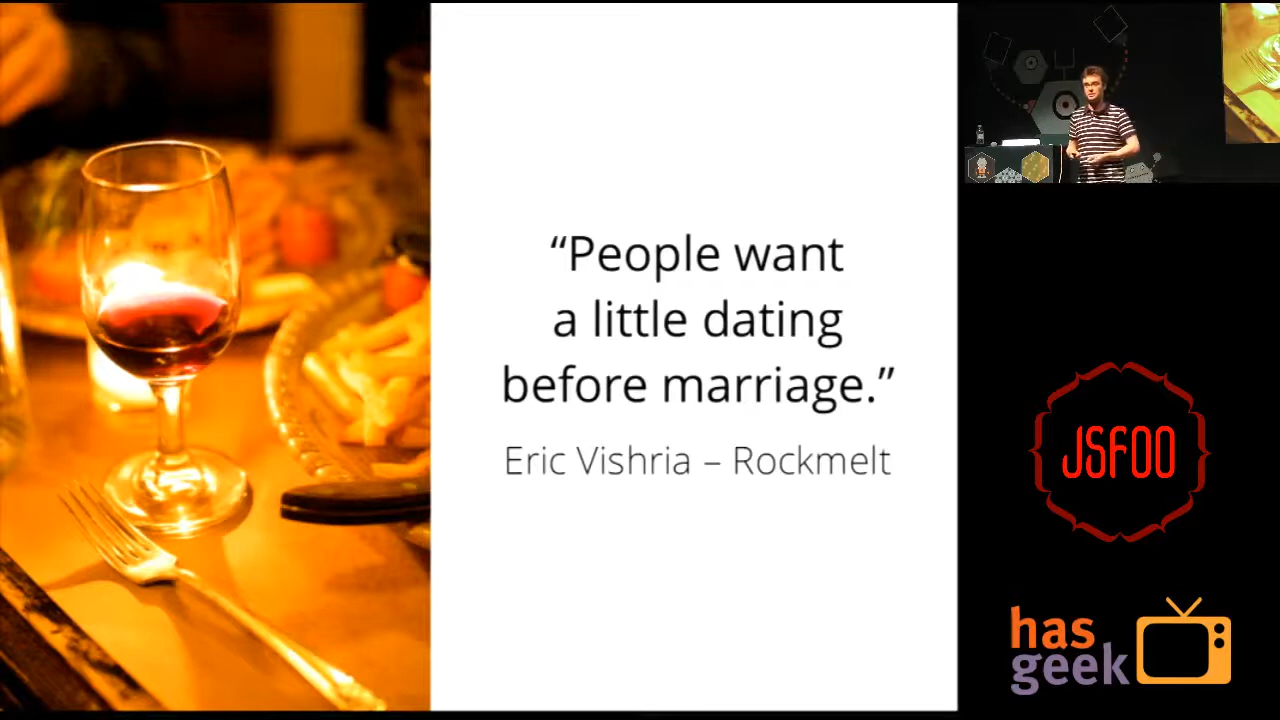 “People want
a little dating
before marriage.”
Eric Vishria – Rockmelt
JSFOO
has
geek